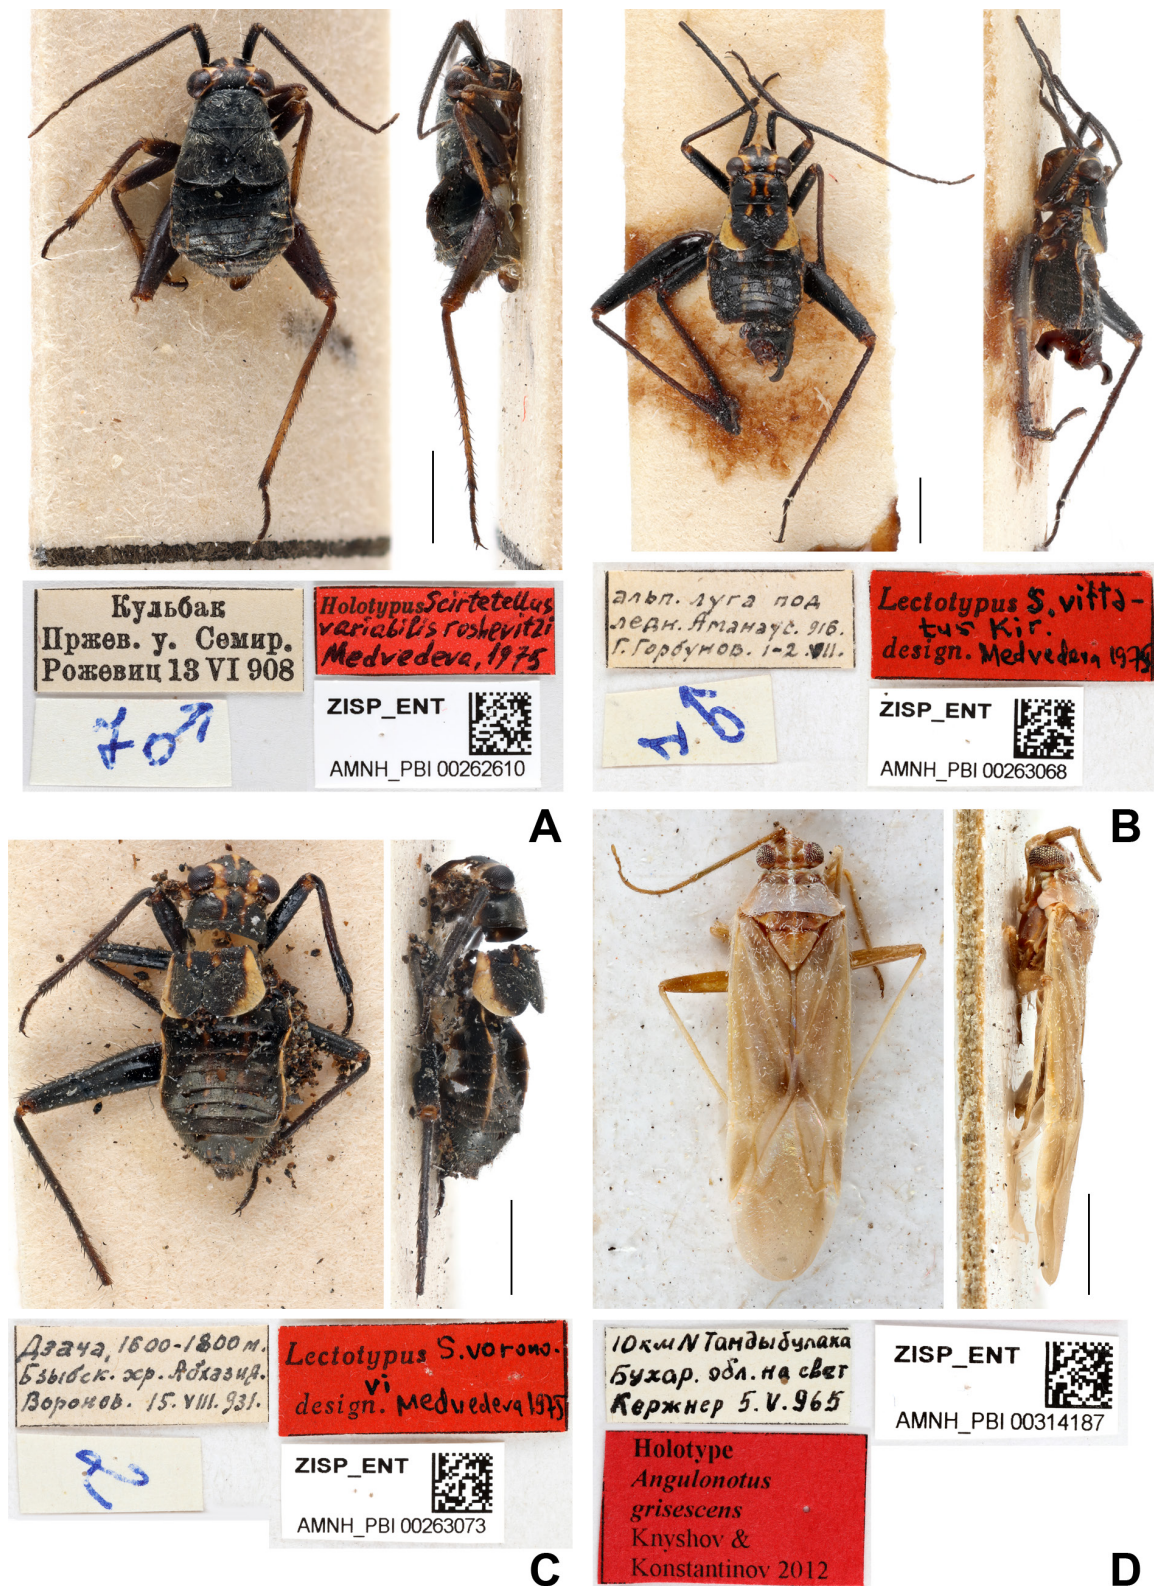 Кульбак
Пржев. у. Семир.
Рожевиц 13 VI 908
Holotypus Scirtetellus
variabilis roshevitzi
Medvedeva, 1975
7♂
ZISP_ENT
AMNH_PBI 00262610
A
альп. луга под
ледн. Аманаус. 916.
Г. Горбунов. 1-2.VII.
Lectotypus S. vitta-
tus Kir.
design. Medvedeva 1975
1♂
ZISP_ENT
AMNH_PBI 00263068
B
Дзача, 1600-1800 м.
Бзыбск. хр. Абхазия.
Воронов. 15.VIII.931.
Lectotypus S. vorono-
vi
design. Medvedeva 1975
ZISP_ENT
AMNH_PBI 00263073
C
10 км N Тамдыбулака
Бухар. обл. на свет
Кержнер 5.V.965
ZISP_ENT
AMNH_PBI 00314187
Holotype
Angulonotus
grisescens
Knyshov &
Konstantinov 2012
D